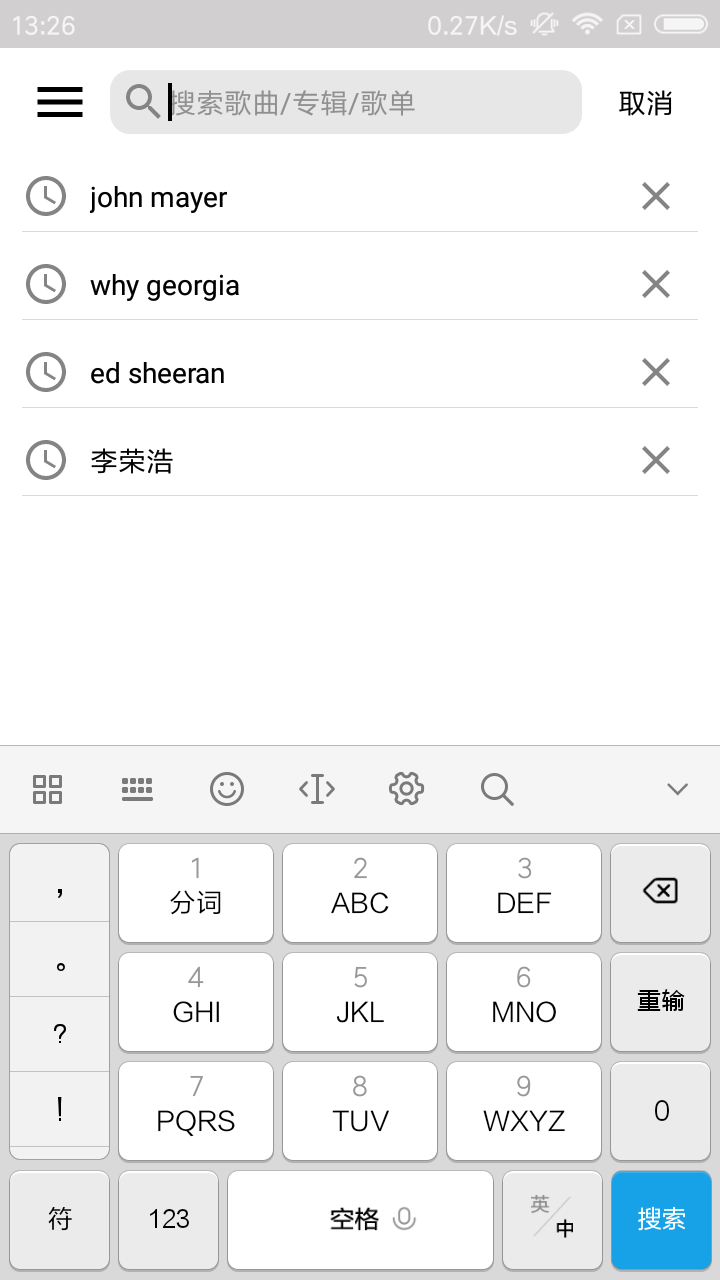 13:26 0.27K/s
搜索歌曲/专辑/歌单 取消
john mayer
why georgia
ed sheeran
李荣浩
, 1 2 3
分词 ABC DEF
。 4 5 6
GHI JKL MNO 重输
? 7 8 9
! PQRS TUV WXYZ 0
符 123 空格 英/中 搜索